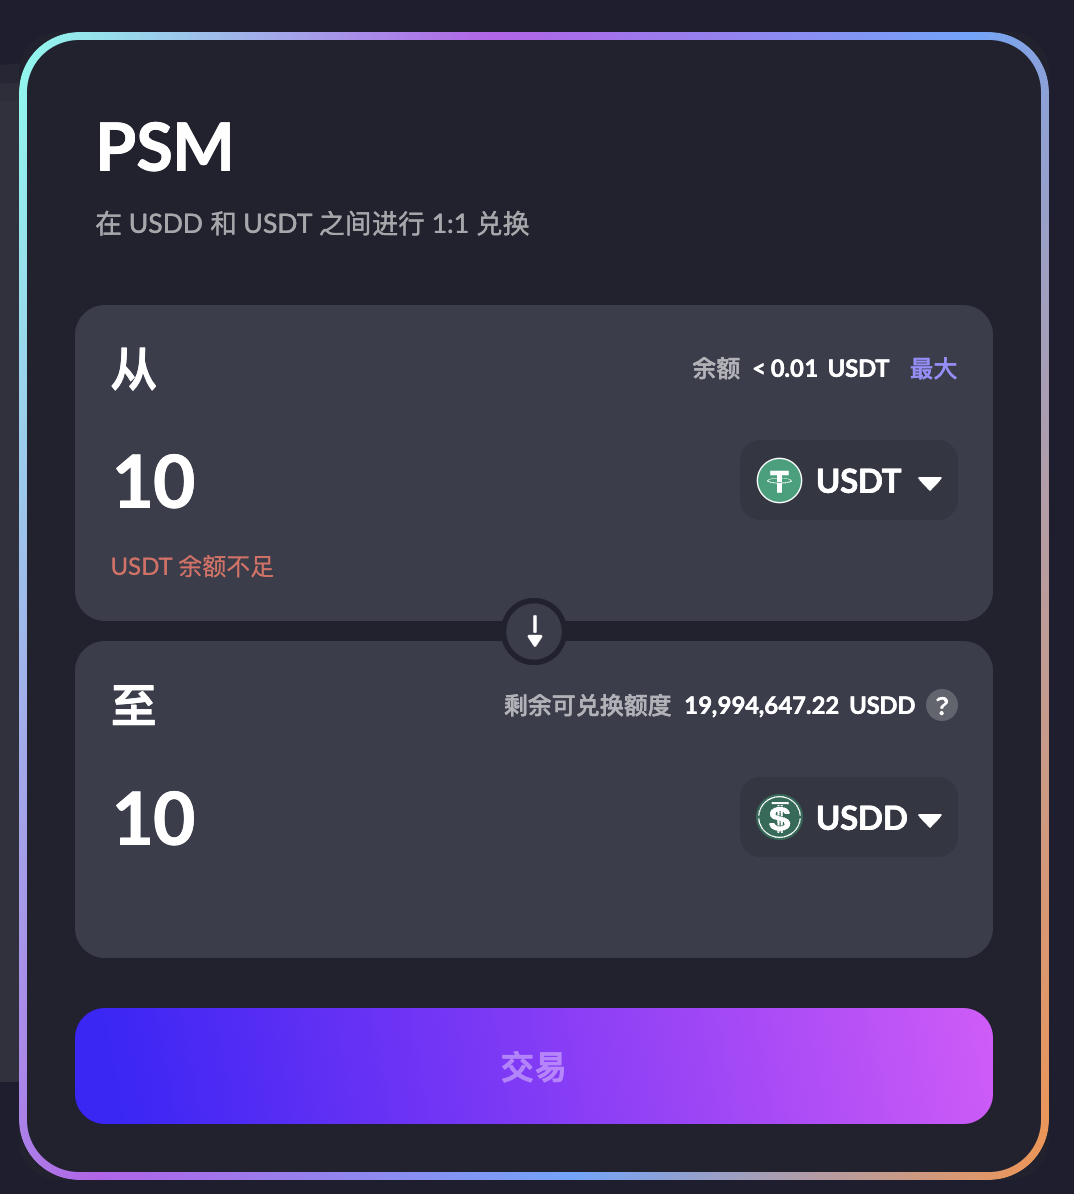 PSM
在 USDD 和 USDT 之间进行 1:1 兑换
从
余额 < 0.01 USDT 最大
10
USDT
USDT 余额不足
至
剩余可兑换额度 19,994,647.22 USDD ?
10
USDD
交易